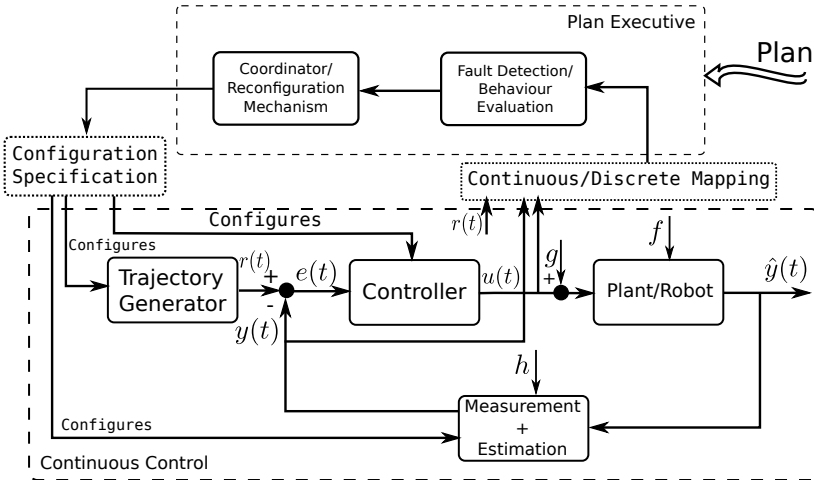 Plan Executive
Plan
Coordinator/
Reconfiguration
Mechanism
Fault Detection/
Behaviour
Evaluation
Configuration
Specification
Continuous/Discrete Mapping
Configures
r(t)
Configures
Trajectory
Generator
r(t)
+
-
e(t)
y(t)
Controller
u(t)
g
+
f
Plant/Robot
ŷ(t)
h
Measurement
+
Estimation
Configures
Continuous Control